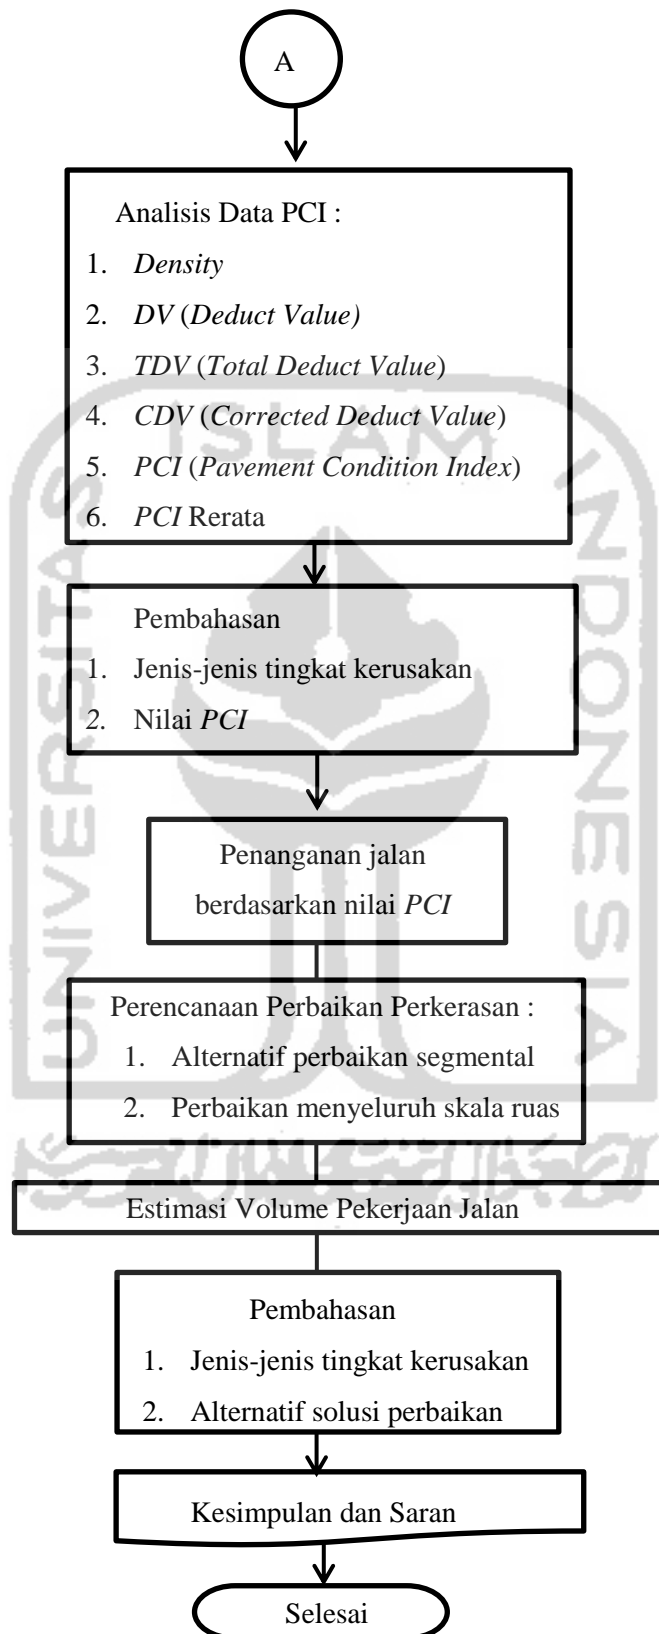 A
Analisis Data PCI :
1. Density
2. DV (Deduct Value)
3. TDV (Total Deduct Value)
4. CDV (Corrected Deduct Value)
5. PCI (Pavement Condition Index)
6. PCI Rerata
Pembahasan
1. Jenis-jenis tingkat kerusakan
2. Nilai PCI
Penanganan jalan
berdasarkan nilai PCI
Perencanaan Perbaikan Perkerasan :
1. Alternatif perbaikan segmental
2. Perbaikan menyeluruh skala ruas
Estimasi Volume Pekerjaan Jalan
Pembahasan
1. Jenis-jenis tingkat kerusakan
2. Alternatif solusi perbaikan
Kesimpulan dan Saran
Selesai
UNIVERSITAS
ISLAM
INDONESIA